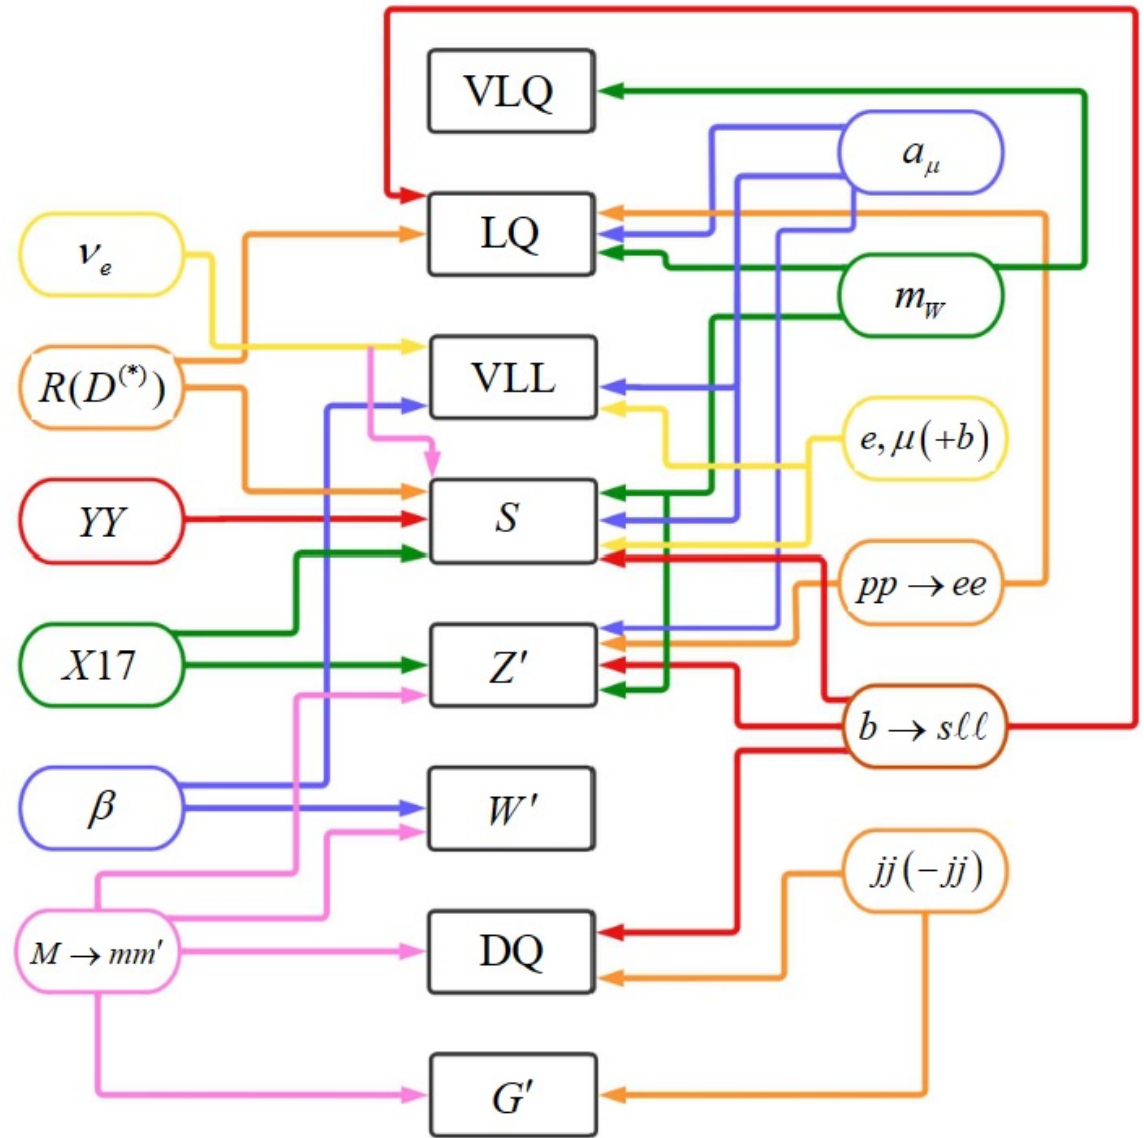 VLQ
a_μ
LQ
ν_e
m_W
VLL
R(D^(*))
e, μ(+b)
S
YY
pp → ee
Z′
X17
b → sℓℓ
W′
β
jj(−jj)
DQ
M → mm′
G′